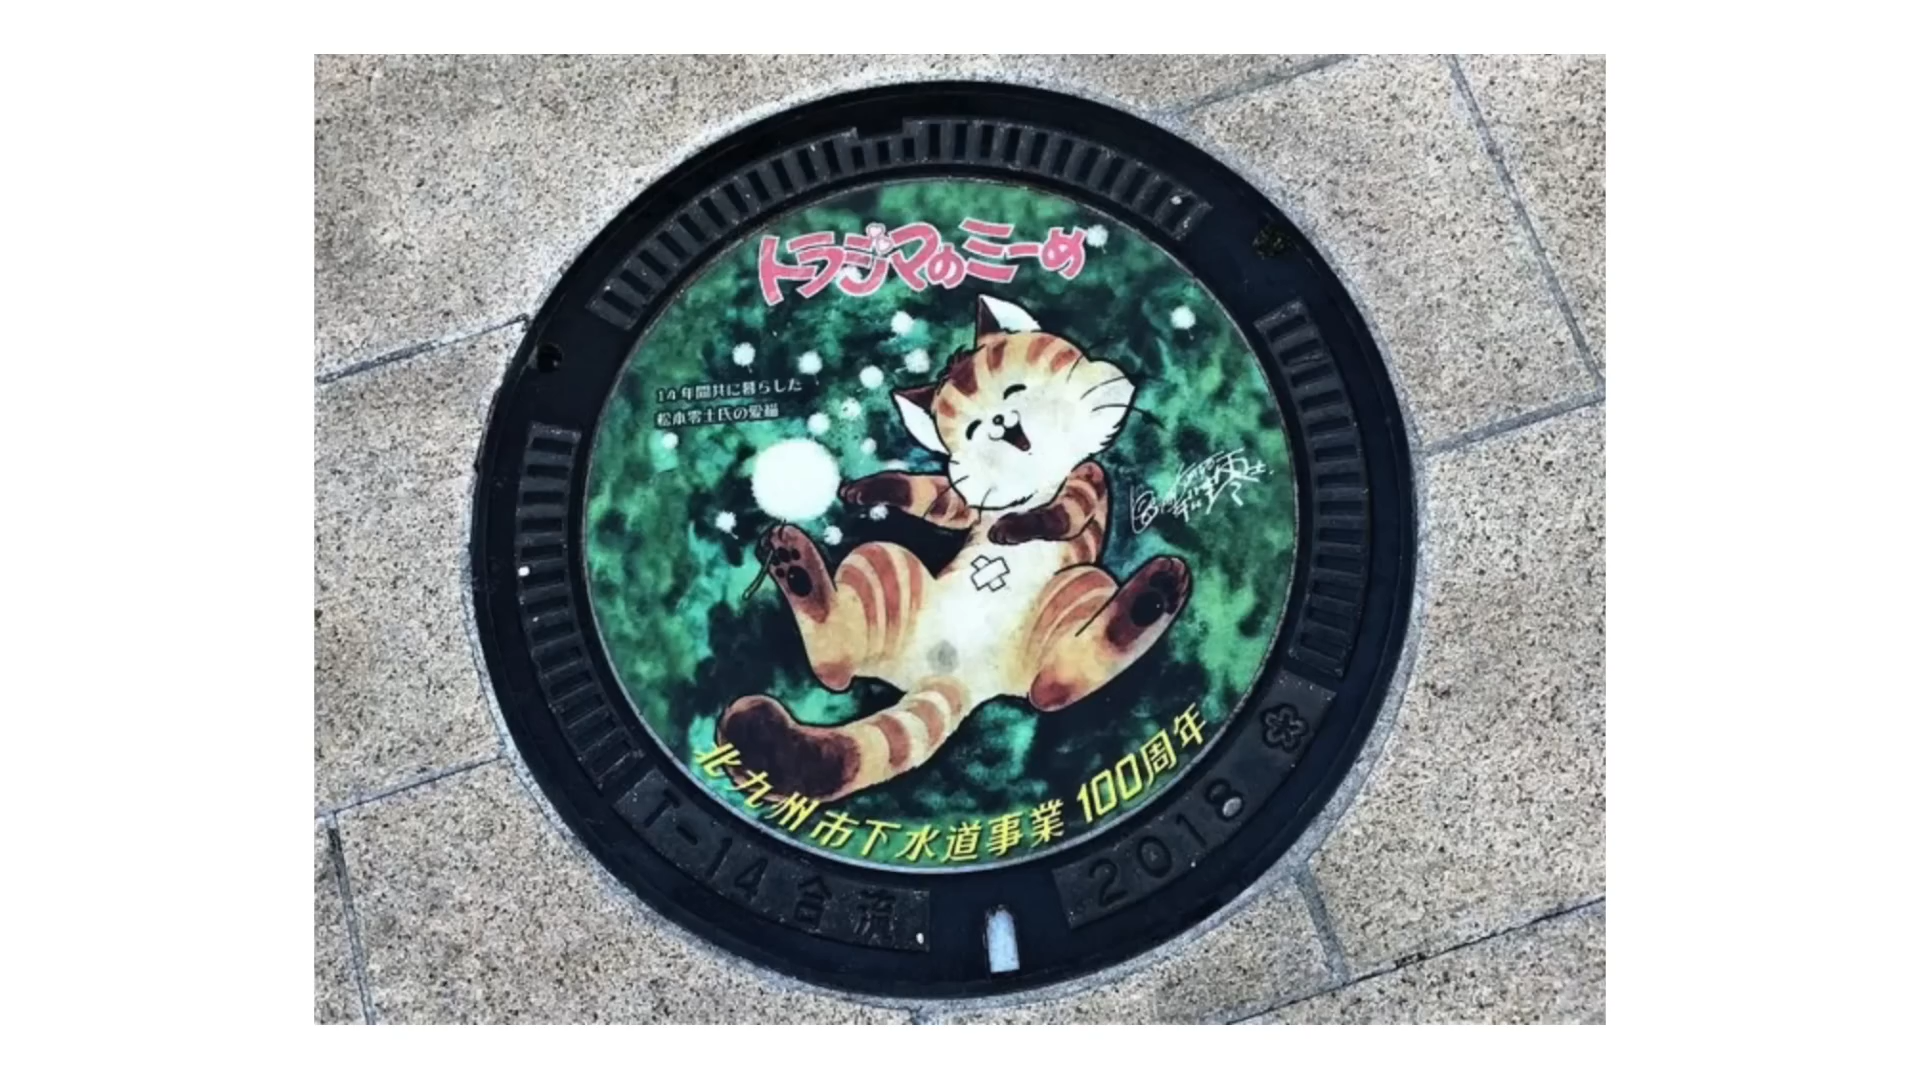 トラジマのミーめ
14年間共に暮らした
松本零士氏の愛猫
北九州市下水道事業 100周年
T-14 合流
2018